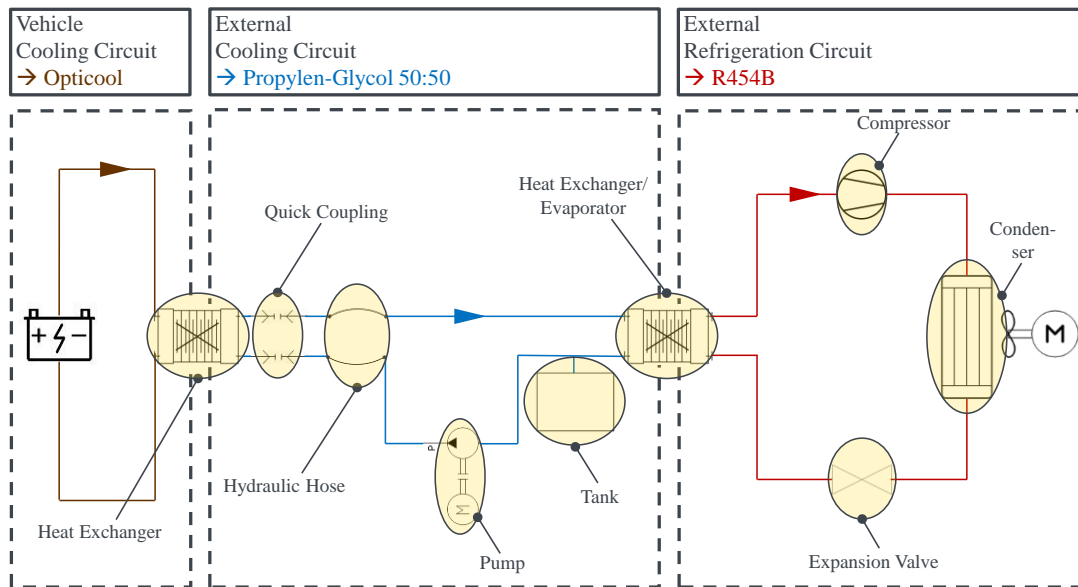 Vehicle
Cooling Circuit
→ Opticool
External
Cooling Circuit
→ Propylen-Glycol 50:50
External
Refrigeration Circuit
→ R454B
Compressor
Heat Exchanger/
Evaporator
Quick Coupling
Conden-
ser
M
Hydraulic Hose
P
M
Tank
Heat Exchanger
Pump
Expansion Valve